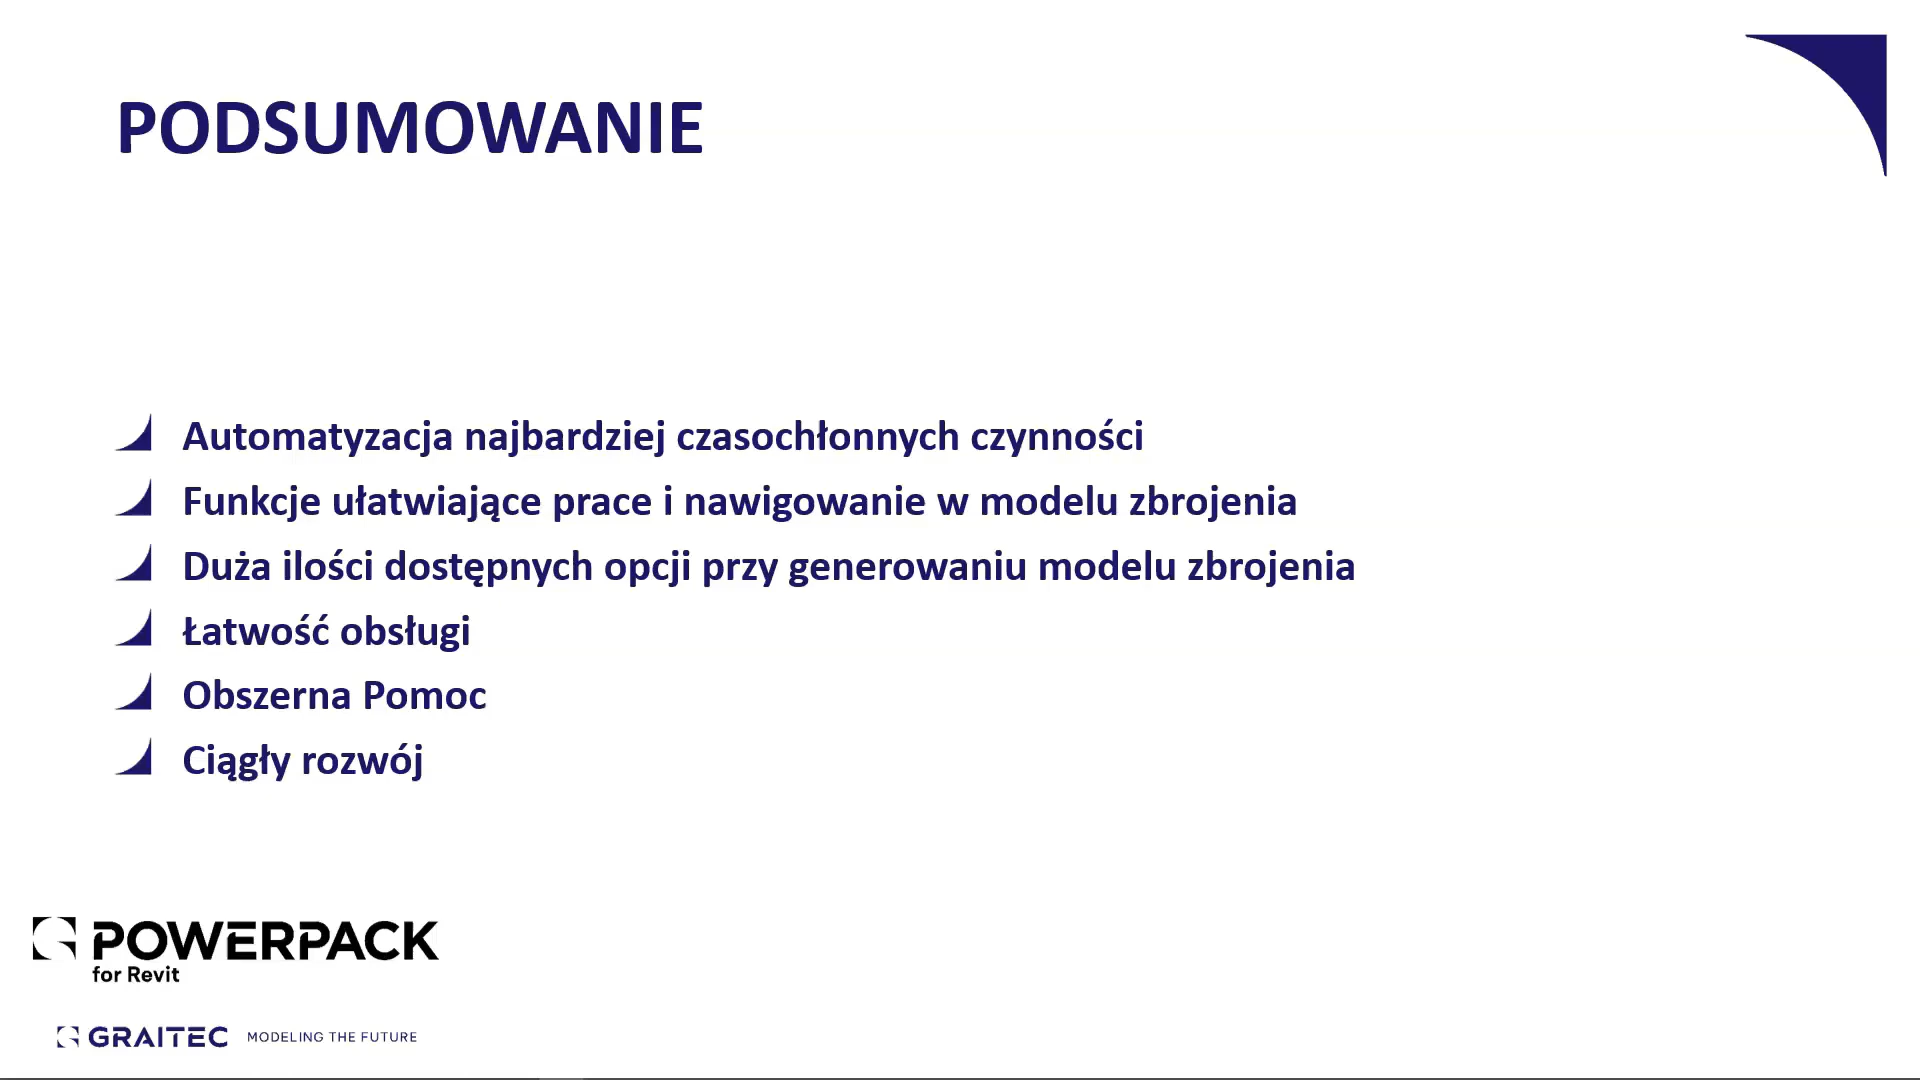 PODSUMOWANIE
Automatyzacja najbardziej czasochłonnych czynności
Funkcje ułatwiające prace i nawigowanie w modelu zbrojenia
Duża ilości dostępnych opcji przy generowaniu modelu zbrojenia
Łatwość obsługi
Obszerna Pomoc
Ciągły rozwój
POWERPACK
for Revit
GRAITEC MODELING THE FUTURE